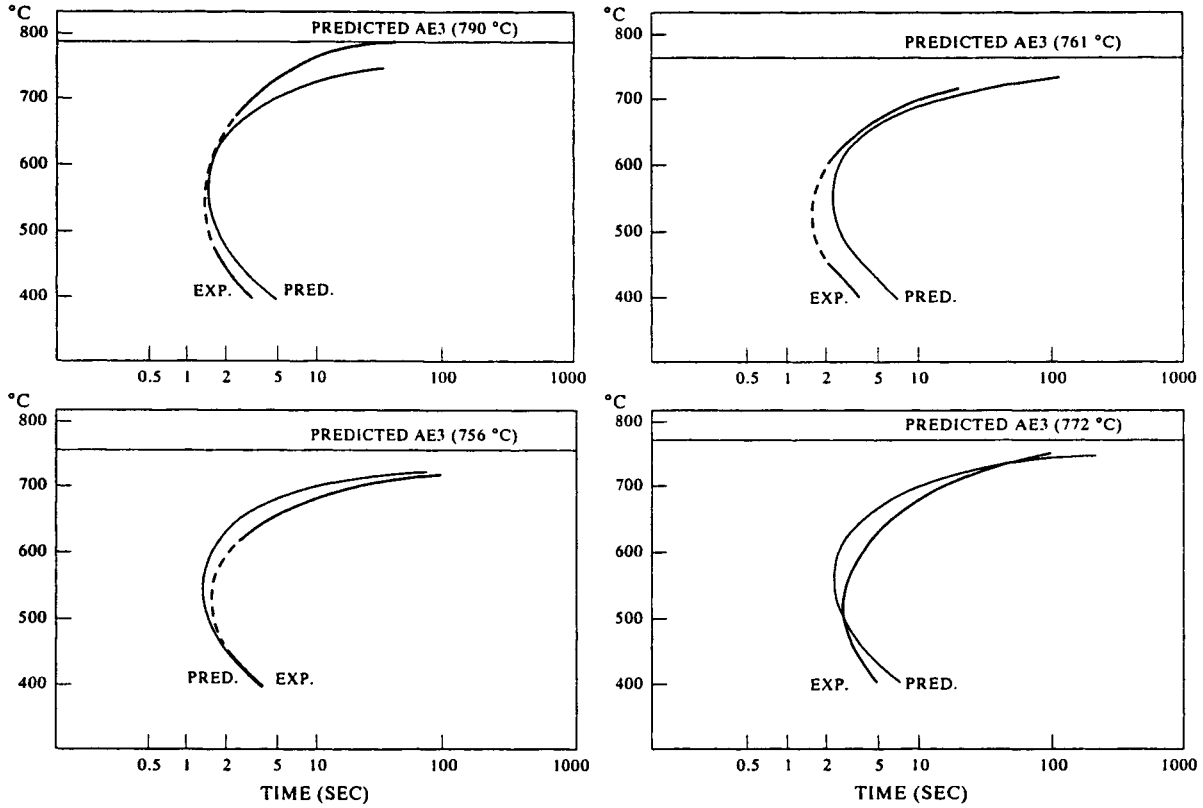 °C
800
700
600
500
400
PREDICTED AE3 (790 °C)
EXP. PRED.
0.5 1 2 5 10 100 1000
°C
800
700
600
500
400
PREDICTED AE3 (761 °C)
EXP. PRED.
0.5 1 2 5 10 100 1000
°C
800
700
600
500
400
PREDICTED AE3 (756 °C)
PRED. EXP.
0.5 1 2 5 10 100 1000
TIME (SEC)
°C
800
700
600
500
400
PREDICTED AE3 (772 °C)
EXP. PRED.
0.5 1 2 5 10 100 1000
TIME (SEC)